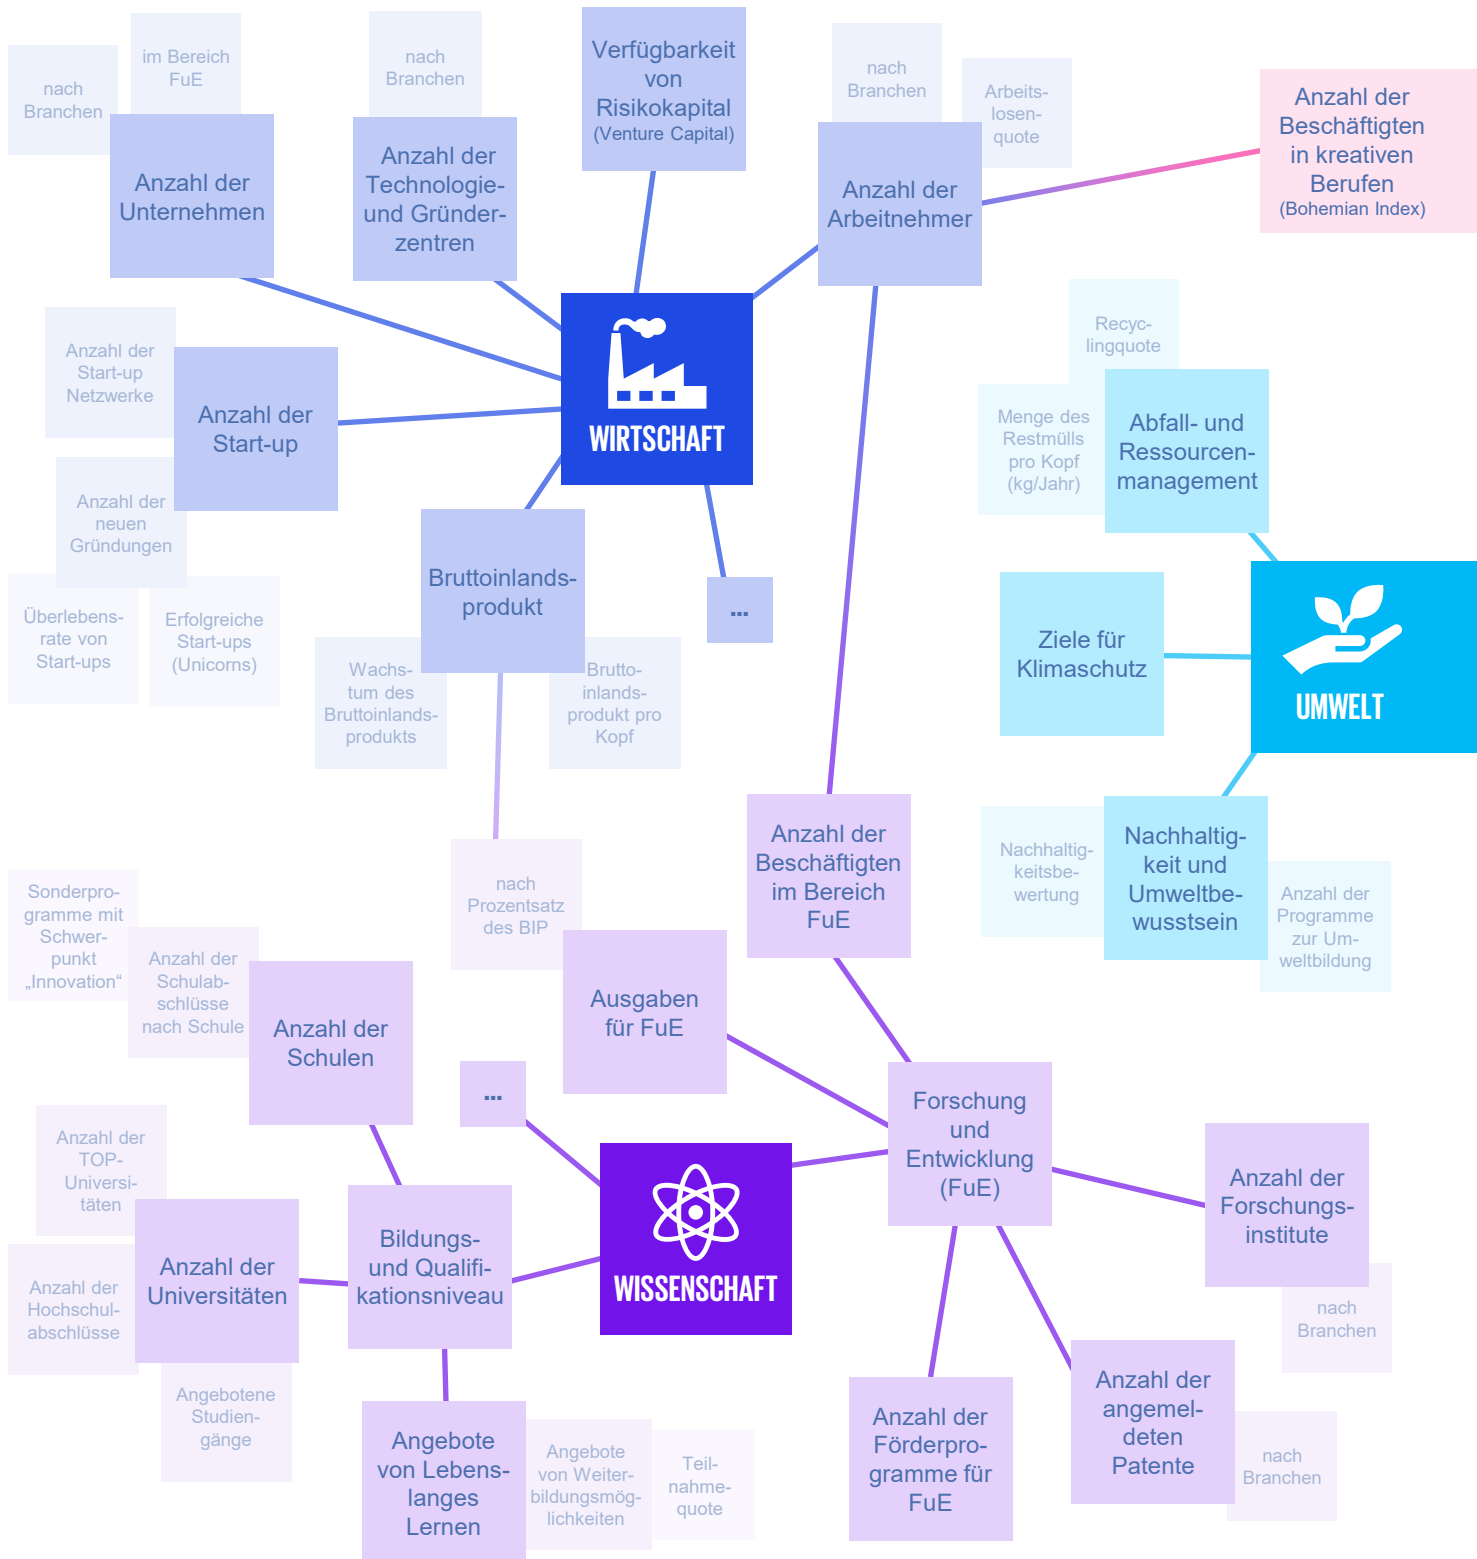 nach
Branchen
im Bereich
FuE
Anzahl der
Unternehmen
nach
Branchen
Anzahl der
Technologie-
und Gründer-
zentren
Verfügbarkeit
von
Risikokapital
(Venture Capital)
nach
Branchen
Arbeits-
losen-
quote
Anzahl der
Arbeitnehmer
Anzahl der
Beschäftigten
in kreativen
Berufen
(Bohemian Index)
WIRTSCHAFT
Anzahl der
Start-up
Netzwerke
Anzahl der
Start-up
Anzahl der
neuen
Gründungen
Überlebens-
rate von
Start-ups
Erfolgreiche
Start-ups
(Unicorns)
Bruttoinlands-
produkt
Wachs-
tum des
Bruttoinlands-
produkts
Brutto-
inlands-
produkt pro
Kopf
...
Recyc-
lingquote
Menge des
Restmülls
pro Kopf
(kg/Jahr)
Abfall- und
Ressourcen-
management
Ziele für
Klimaschutz
UMWELT
Nachhaltig-
keitsbe-
wertung
Nachhaltig-
keit und
Umweltbe-
wusstsein
Anzahl der
Programme
zur Um-
weltbildung
Anzahl der
Beschäftigten
im Bereich
FuE
nach
Prozentsatz
des BIP
Ausgaben
für FuE
Sonderpro-
gramme mit
Schwer-
punkt
„Innovation“
Anzahl der
Schulab-
schlüsse
nach Schule
Anzahl der
Schulen
...
Forschung
und
Entwicklung
(FuE)
WISSENSCHAFT
Anzahl der
TOP-
Universi-
täten
Anzahl der
Universitäten
Anzahl der
Hochschul-
abschlüsse
Angebotene
Studien-
gänge
Bildungs-
und Qualifi-
kationsniveau
Angebote
von Lebens-
langes
Lernen
Angebote
von Weiter-
bildungsmög-
lichkeiten
Teil-
nahme-
quote
Anzahl der
Forschungs-
institute
nach
Branchen
Anzahl der
angemel-
deten
Patente
nach
Branchen
Anzahl der
Förderpro-
gramme für
FuE